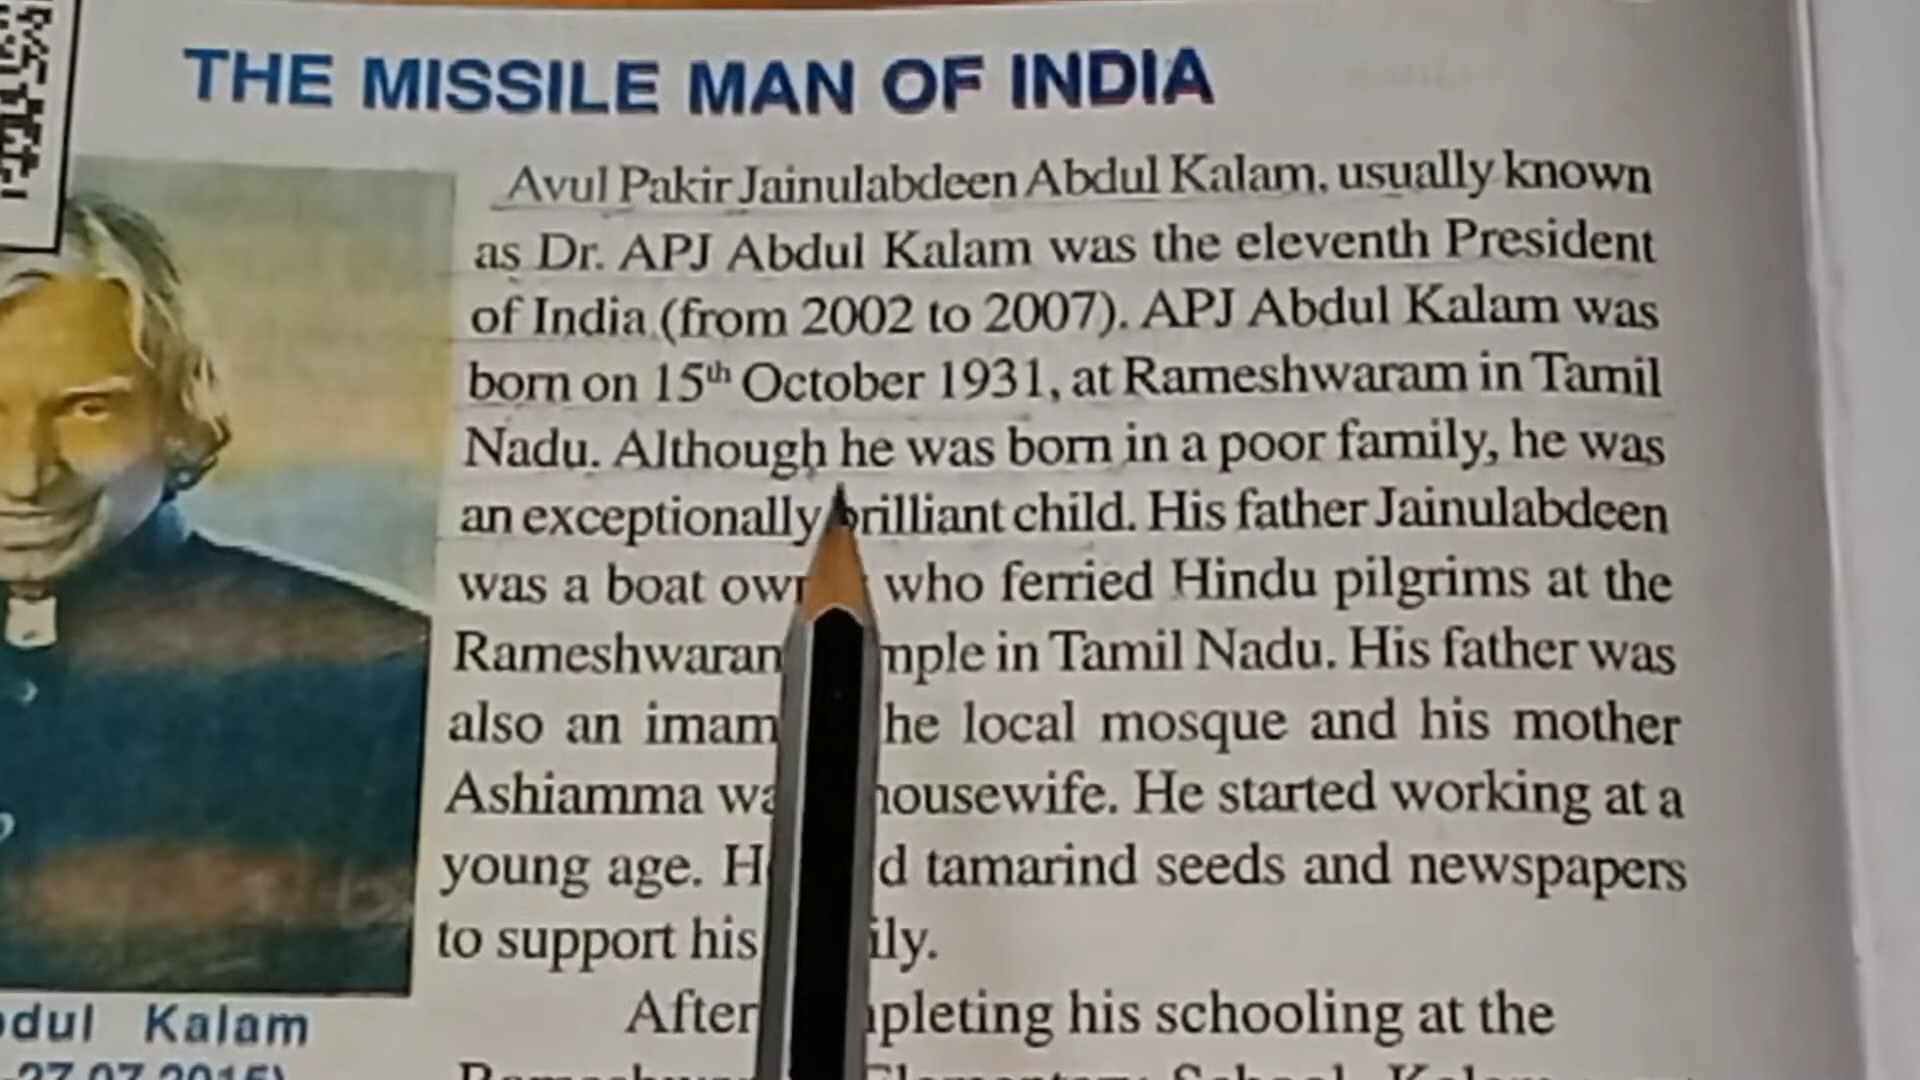 THE MISSILE MAN OF INDIA
Avul Pakir Jainulabdeen Abdul Kalam, usually known
as Dr. APJ Abdul Kalam was the eleventh President
of India (from 2002 to 2007). APJ Abdul Kalam was
born on 15th October 1931, at Rameshwaram in Tamil
Nadu. Although he was born in a poor family, he was
an exceptionally brilliant child. His father Jainulabdeen
was a boat who ferried Hindu pilgrims at the
in Tamil Nadu. His father was
also an imam local mosque and his mother
Ashiamma housewife. He started working at a
young age. tamarind seeds and newspapers
to support his
After his schooling at the
Kalam
27.07.2015)